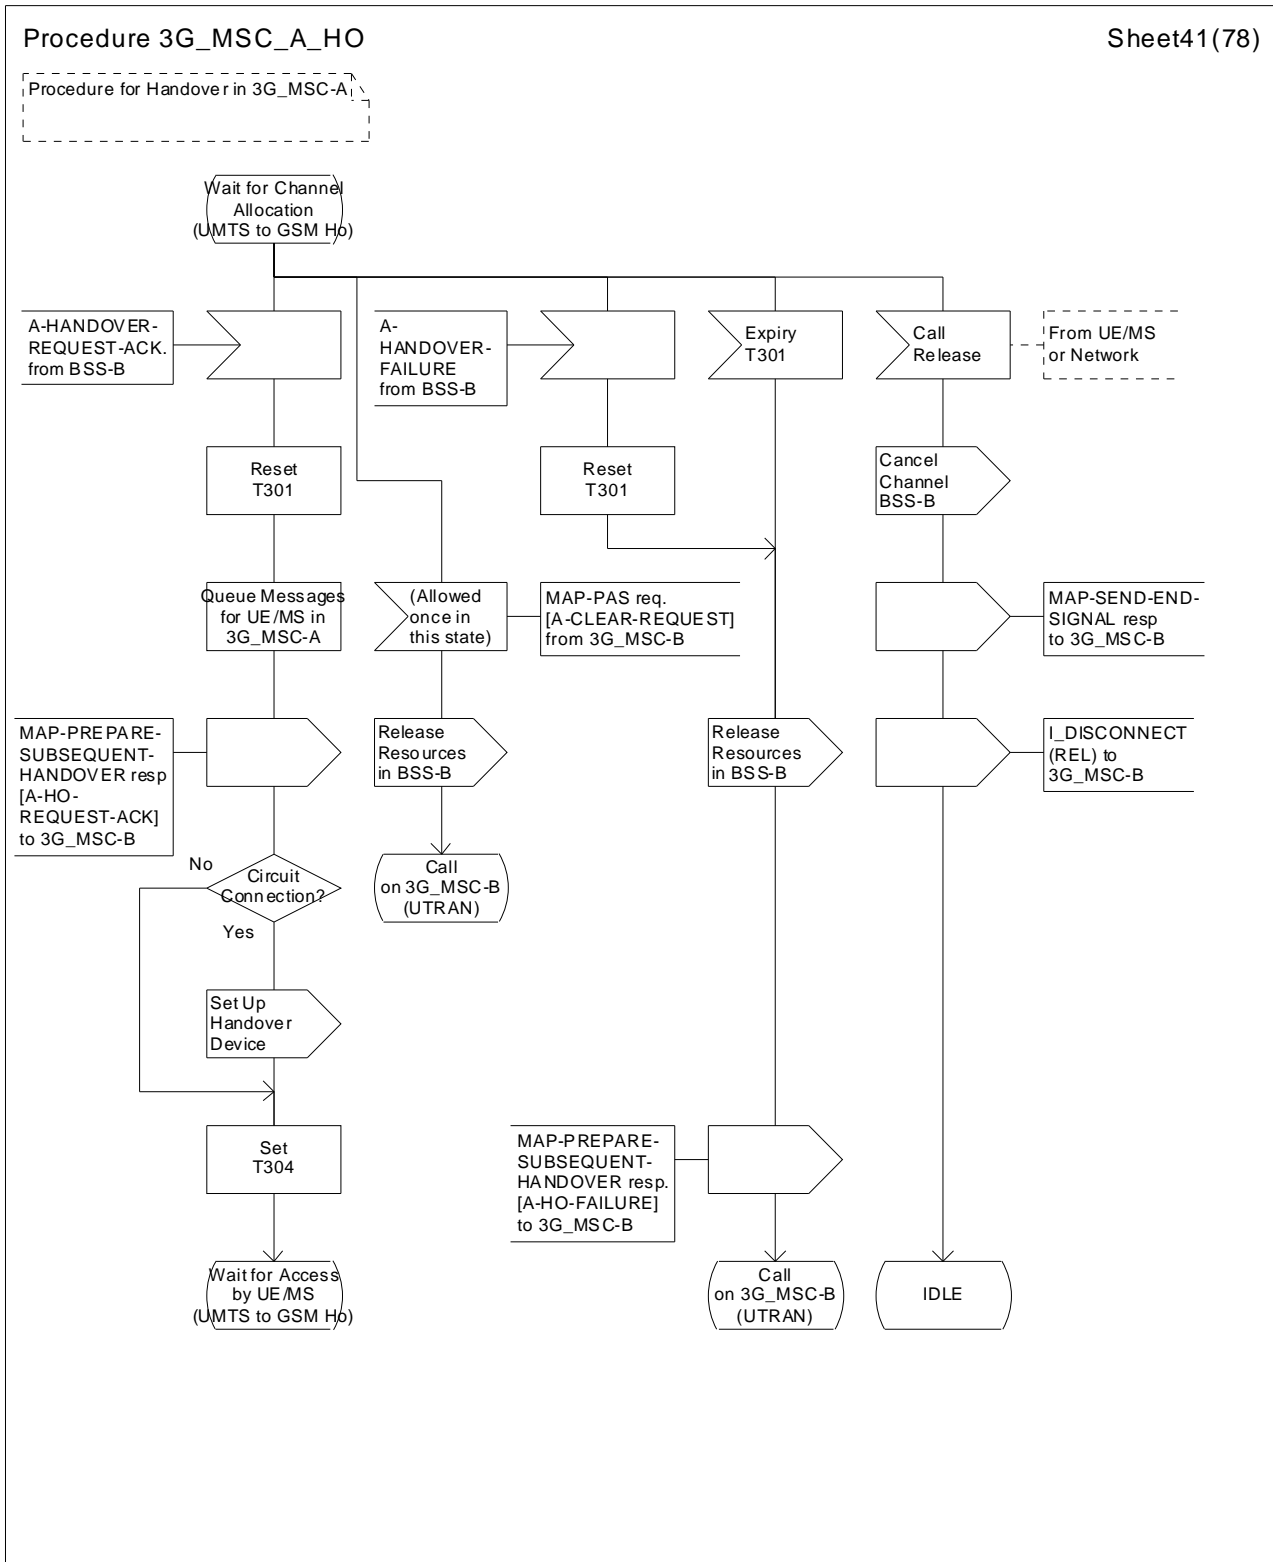 Procedure 3G_MSC_A_HO
Sheet41(78)
Procedure for Handover in 3G_MSC-A
Wait for Channel
Allocation
(UMTS to GSM Ho)
A-HANDOVER-
REQUEST-ACK.
from BSS-B
A-
HANDOVER-
FAILURE
from BSS-B
Expiry
T301
Call
Release
From UE/MS
or Network
Reset
T301
Reset
T301
Cancel
Channel
BSS-B
Queue Messages
for UE/MS in
3G_MSC-A
(Allowed
once in
this state)
MAP-PAS req.
[A-CLEAR-REQUEST]
from 3G_MSC-B
MAP-SEND-END-
SIGNAL resp
to 3G_MSC-B
MAP-PREPARE-
SUBSEQUENT-
HANDOVER resp
[A-HO-
REQUEST-ACK]
to 3G_MSC-B
Release
Resources
in BSS-B
Release
Resources
in BSS-B
I_DISCONNECT
(REL) to
3G_MSC-B
No
Circuit
Connection?
Yes
Call
on 3G_MSC-B
(UTRAN)
Set Up
Handover
Device
Set
T304
MAP-PREPARE-
SUBSEQUENT-
HANDOVER resp.
[A-HO-FAILURE]
to 3G_MSC-B
Wait for Access
by UE/MS
(UMTS to GSM Ho)
Call
on 3G_MSC-B
(UTRAN)
IDLE